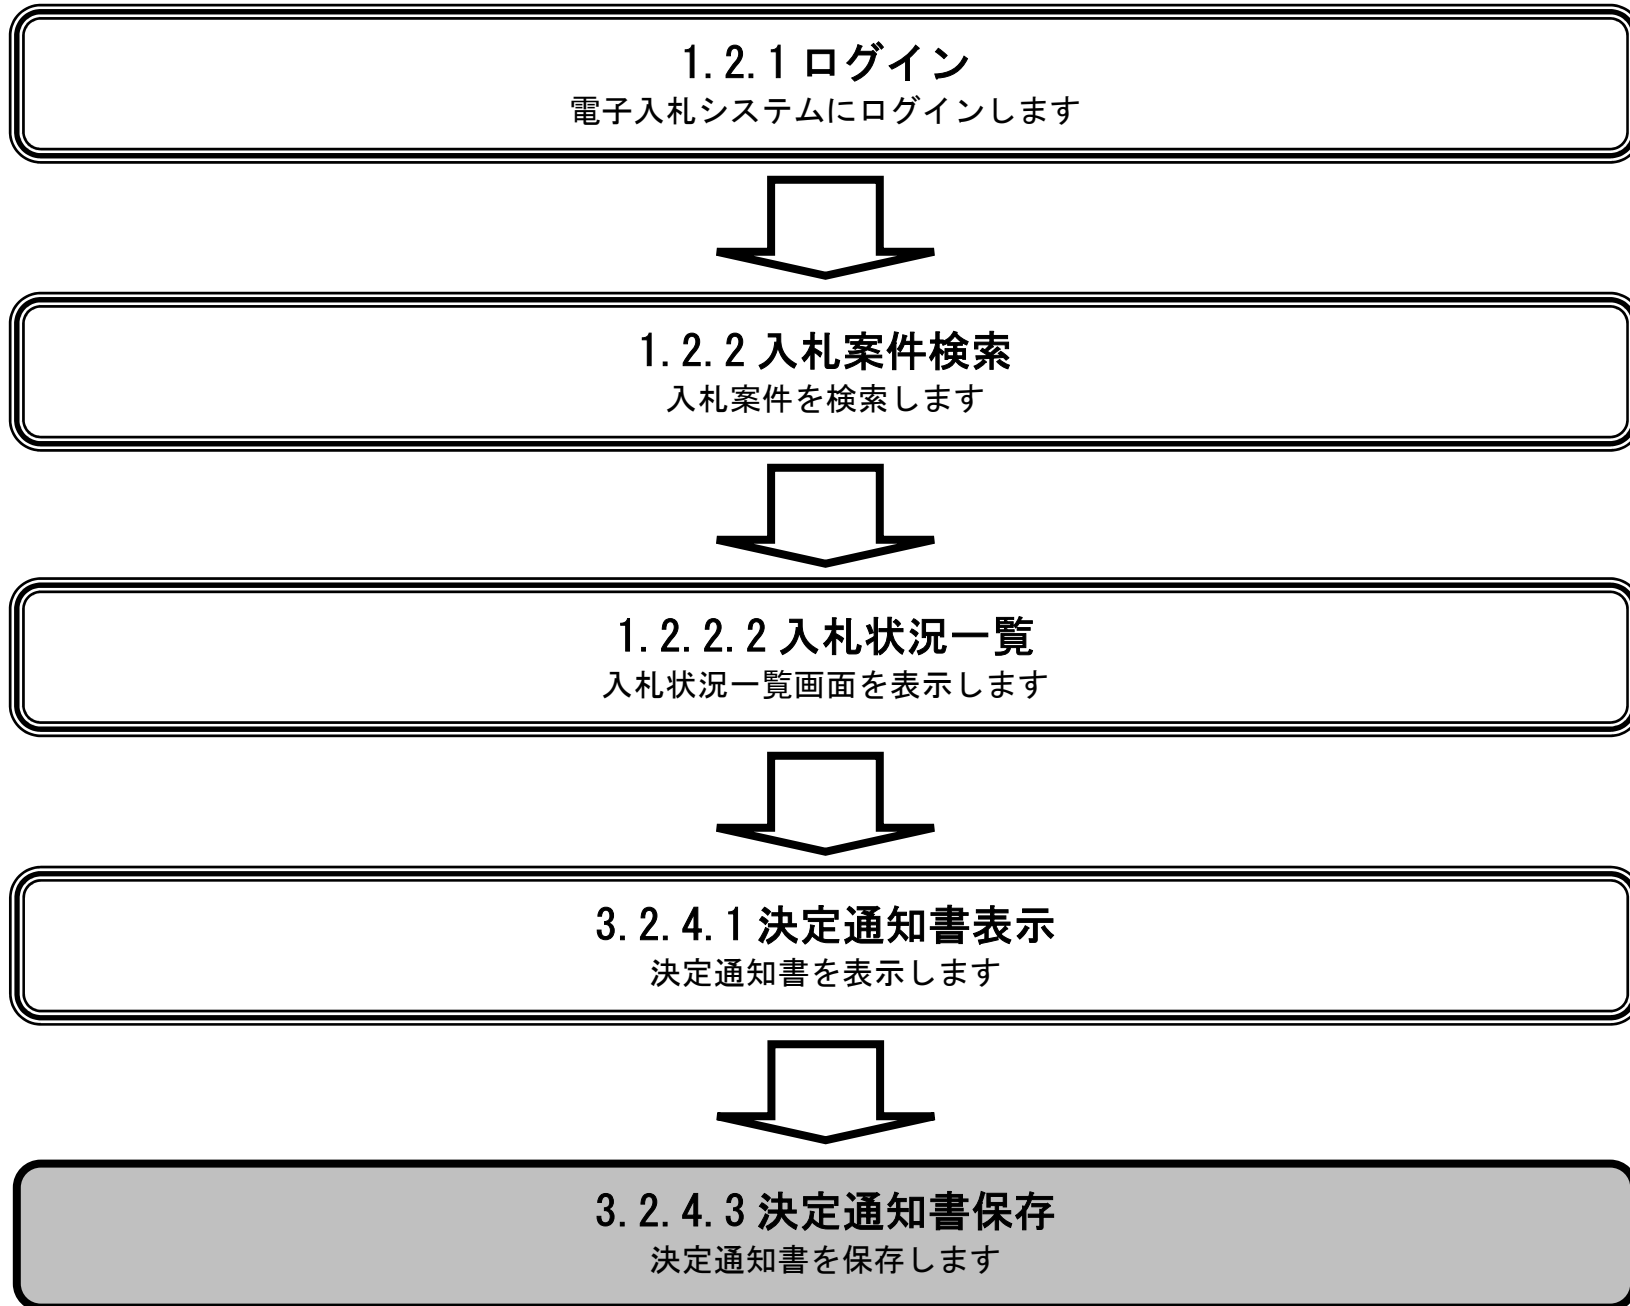 1.2.1 ログイン
電子入札システムにログインします
1.2.2 入札案件検索
入札案件を検索します
1.2.2.2 入札状況一覧
入札状況一覧画面を表示します
3.2.4.1 決定通知書表示
決定通知書を表示します
3.2.4.3 決定通知書保存
決定通知書を保存します